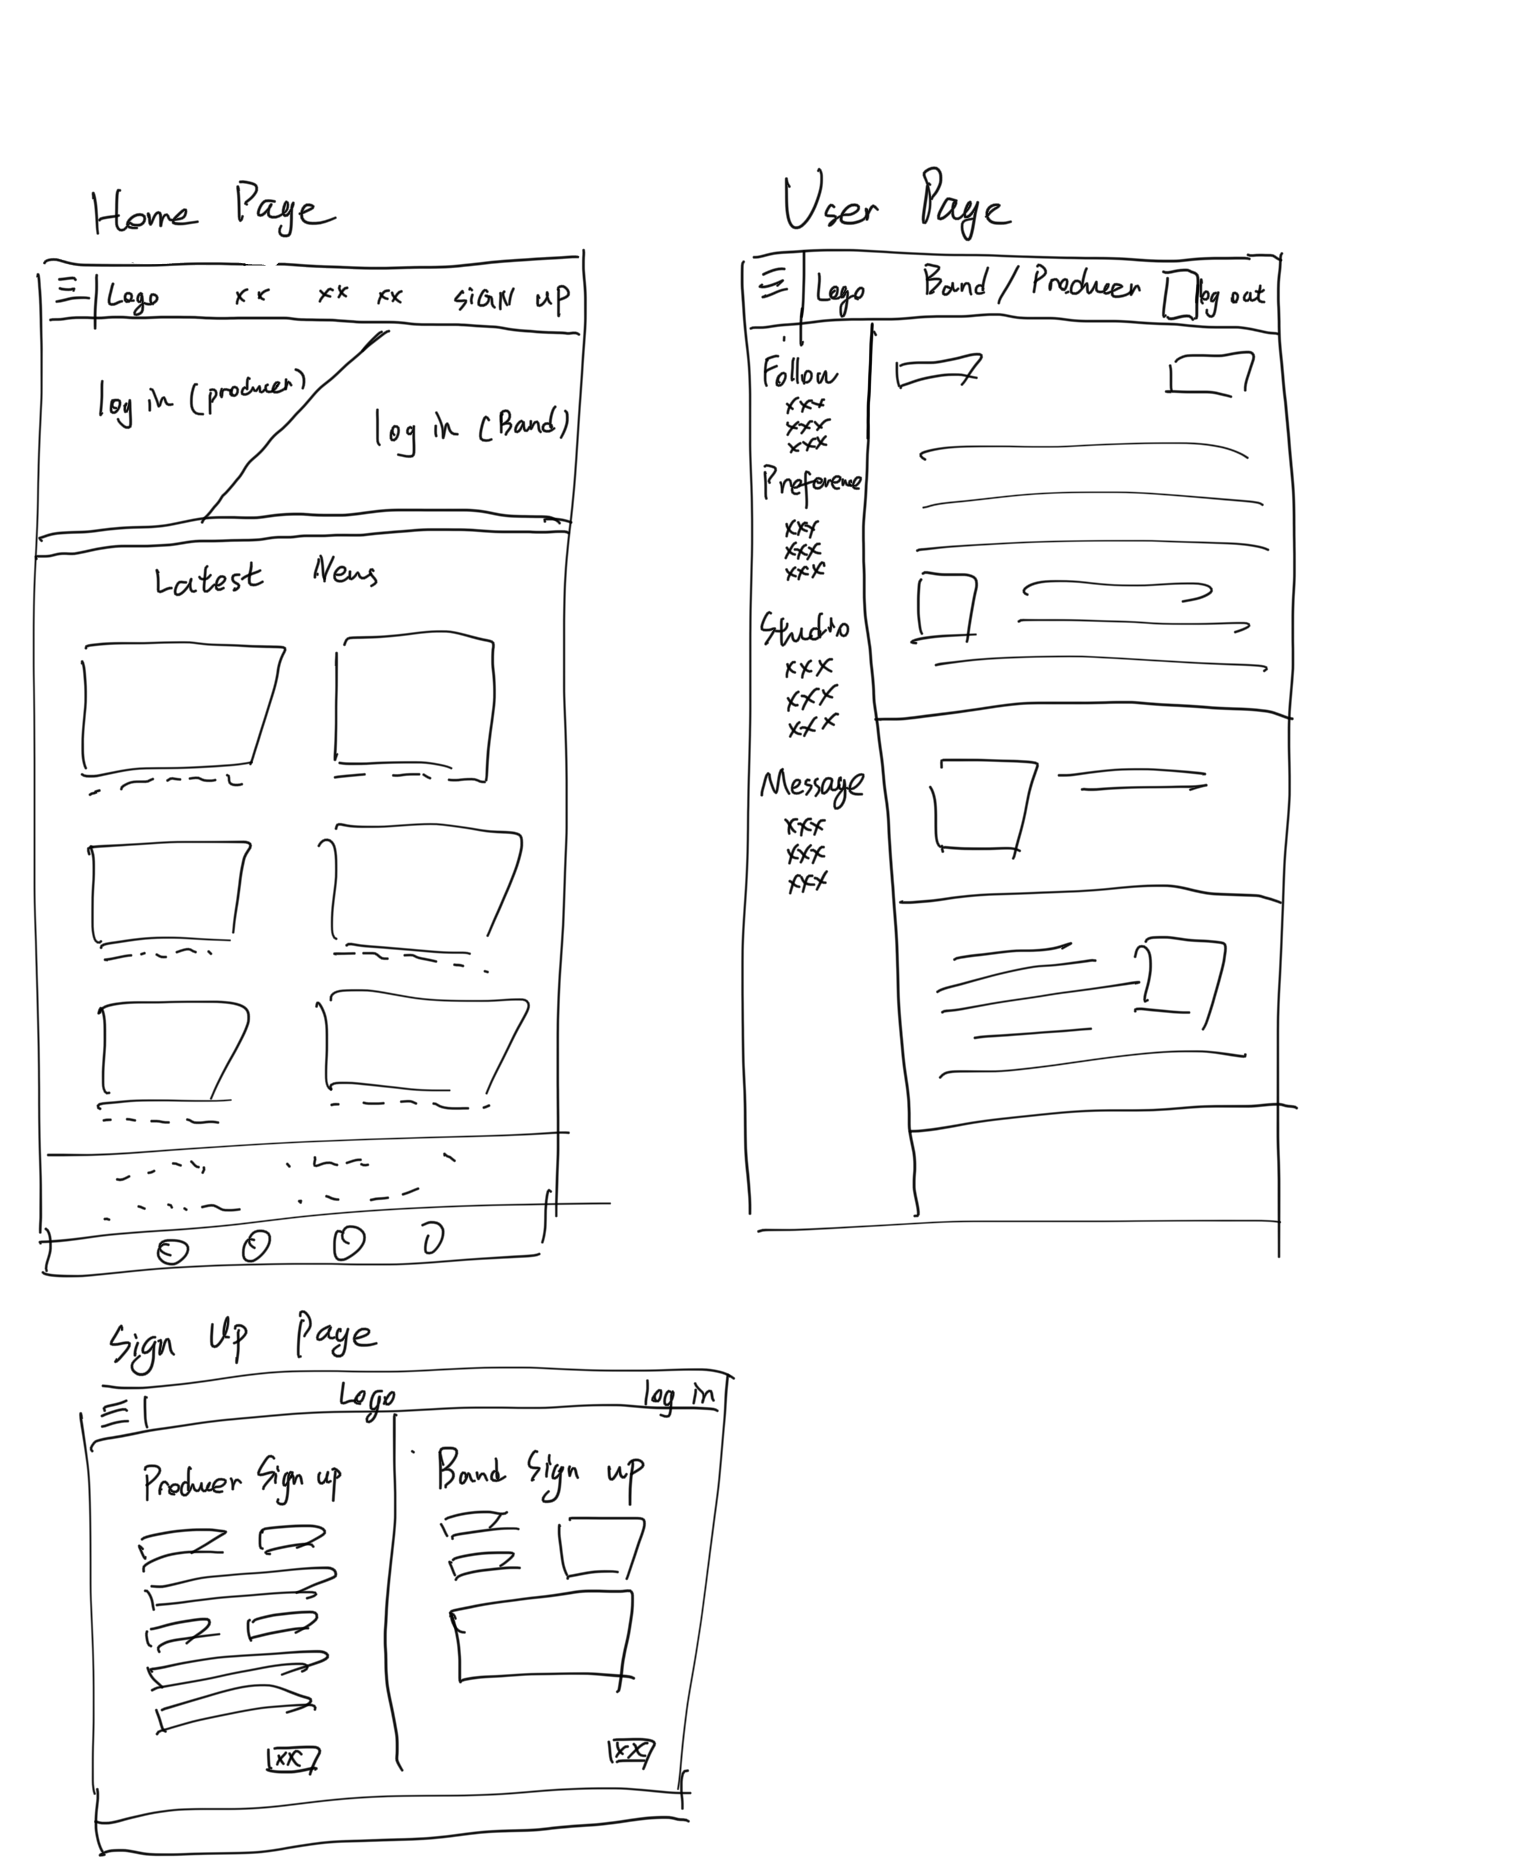 Home Page
Logo xx xx xx SIGN UP
log in (producer)
log in (Band)
Latest News
User Page
Logo Band / Producer log out
Follow
xxx
xxx
xxx
Preference
xxx
xxx
xxx
Studio
xxx
xxx
xxx
Message
xxx
xxx
xxx
Sign Up Page
Logo log in
Producer Sign up
xx
Band Sign up
xx